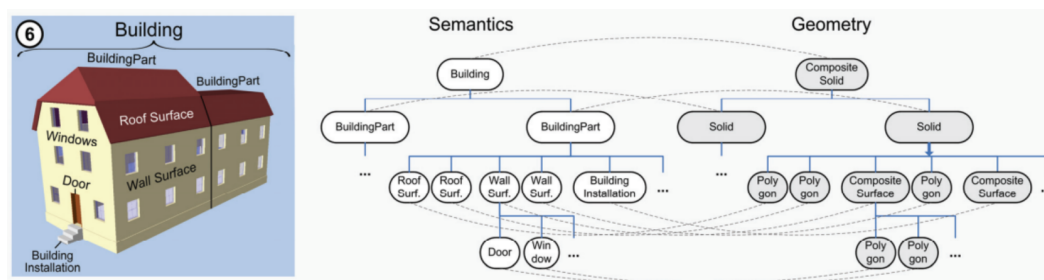 6
Building
BuildingPart
BuildingPart
Roof Surface
Windows
Wall Surface
Door
Building
Installation
Semantics
Geometry
Building
Composite
Solid
BuildingPart
BuildingPart
Solid
Solid
...
Roof
Surf.
Roof
Surf.
Wall
Surf.
Wall
Surf.
Building
Installation
...
...
Poly
gon
Poly
gon
Composite
Surface
Poly
gon
Composite
Surface
...
Door
Win
dow
...
Poly
gon
Poly
gon
...